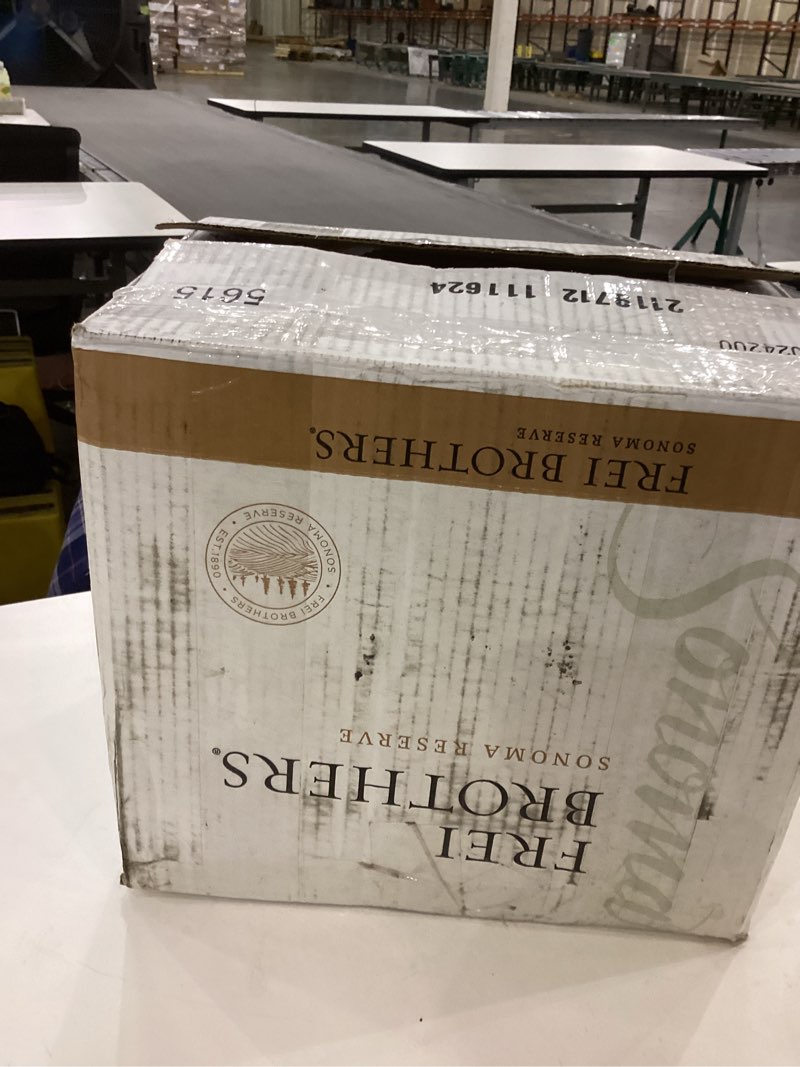 FREI
BROTHERS®
SONOMA RESERVE
Sonoma
FREI BROTHERS • SONOMA RESERVE • EST.1890 •
FREI BROTHERS®
SONOMA RESERVE
2118712 111624 5615